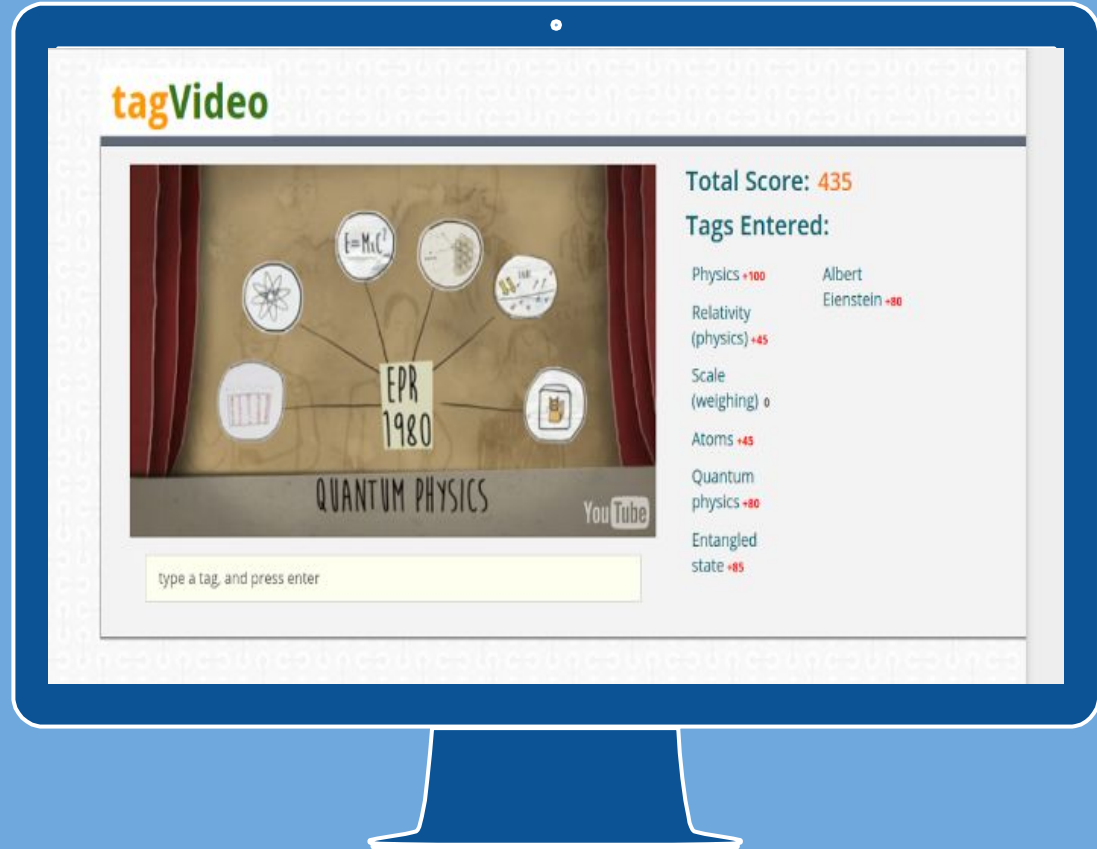 tagVideo
E=MC²
EPR
1980
QUANTUM PHYSICS
YouTube
type a tag, and press enter
Total Score: 435
Tags Entered:
Physics +100
Relativity
(physics) +45
Scale
(weighing) 0
Atoms +45
Quantum
physics +80
Entangled
state +85
Albert
Eienstein +80